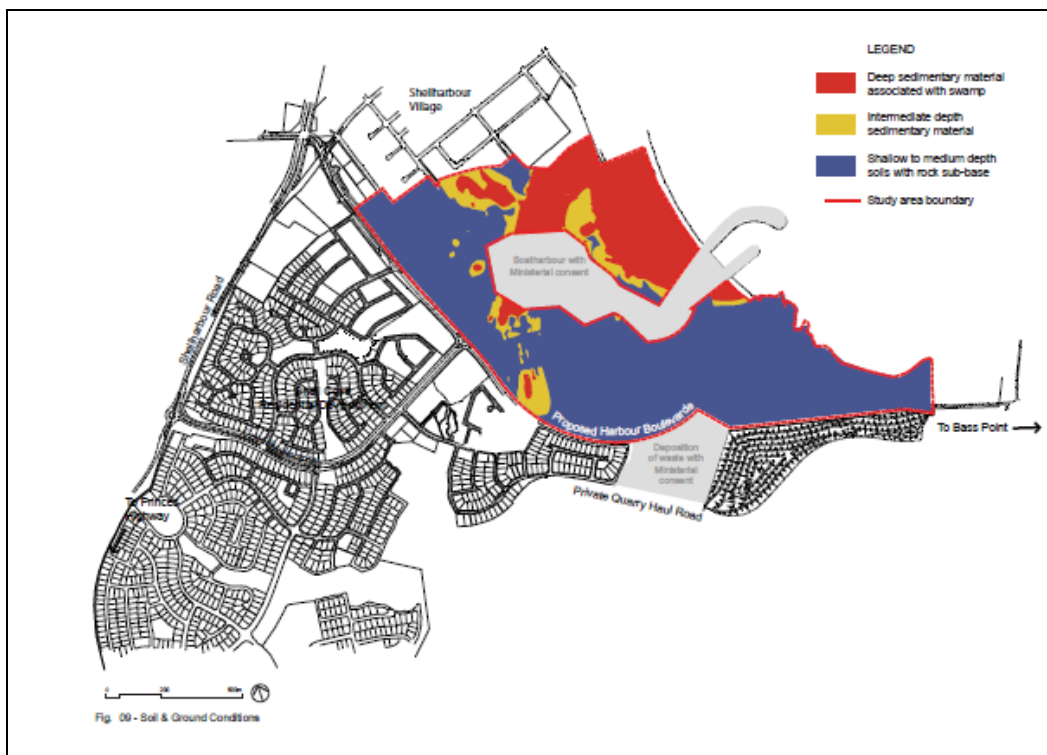 LEGEND
Deep sedimentary material
associated with swamp
Intermediate depth
sedimentary material
Shallow to medium depth
soils with rock sub-base
Study area boundary
Shellharbour
Village
Boatharbour with
Ministerial consent
Shellharbour Road
Proposed Harbour Boulevarde
To Bass Point
Deposition
of waste with
Ministerial
consent
Private Quarry Haul Road
To Princes
Highway
0 200
Fig. 09 - Soil & Ground Conditions